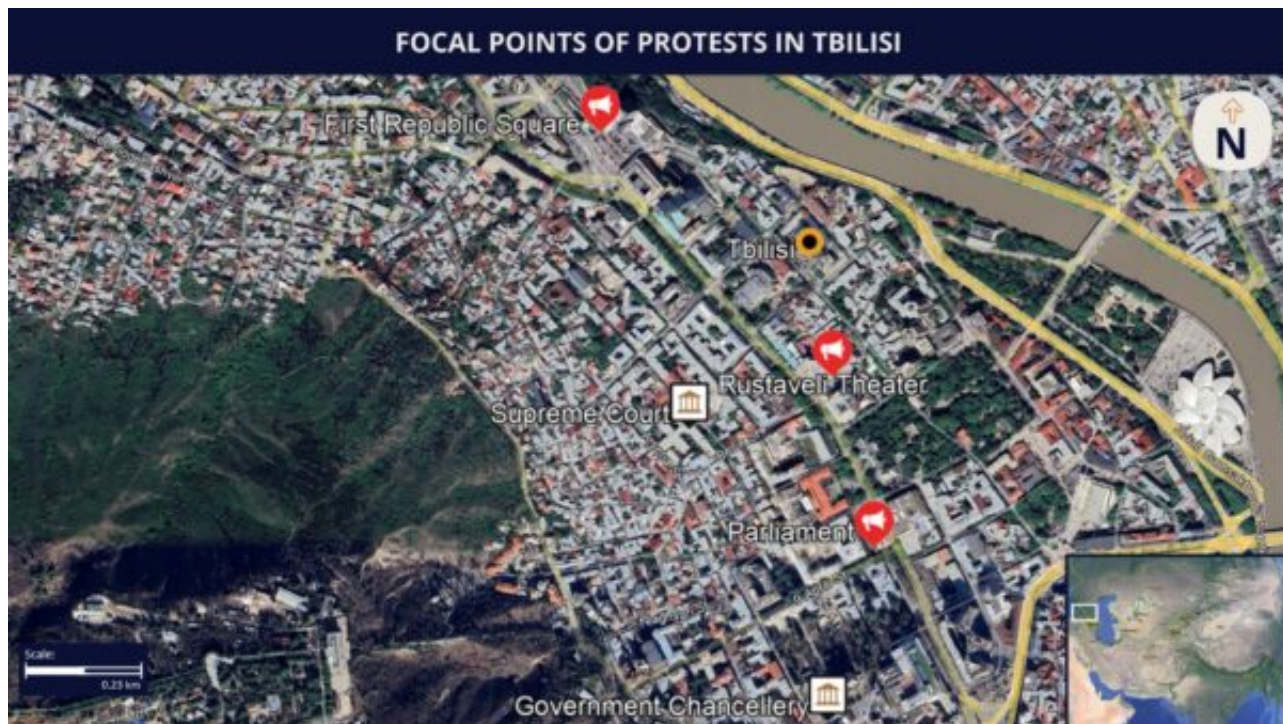 FOCAL POINTS OF PROTESTS IN TBILISI
First Republic Square
N
Tbilisi
Rustaveli Theater
Supreme Court
Parliament
Scale:
0.23 km
Government Chancellery